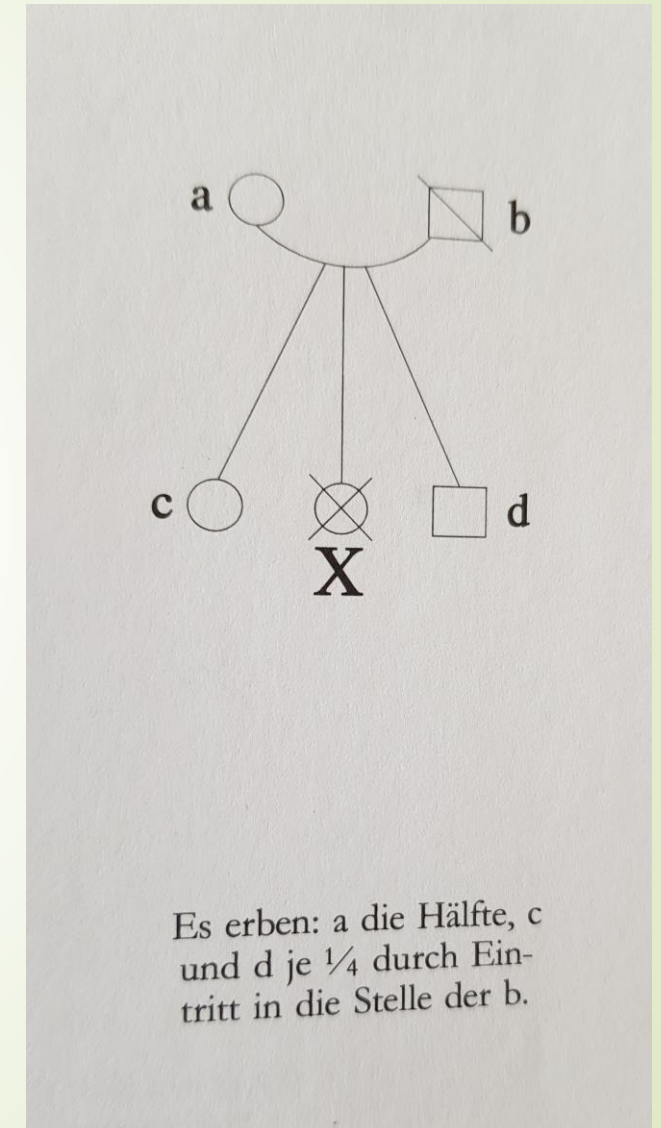 a
b
c
d
X
Es erben: a die Hälfte, c
und d je ¼ durch Ein-
tritt in die Stelle der b.